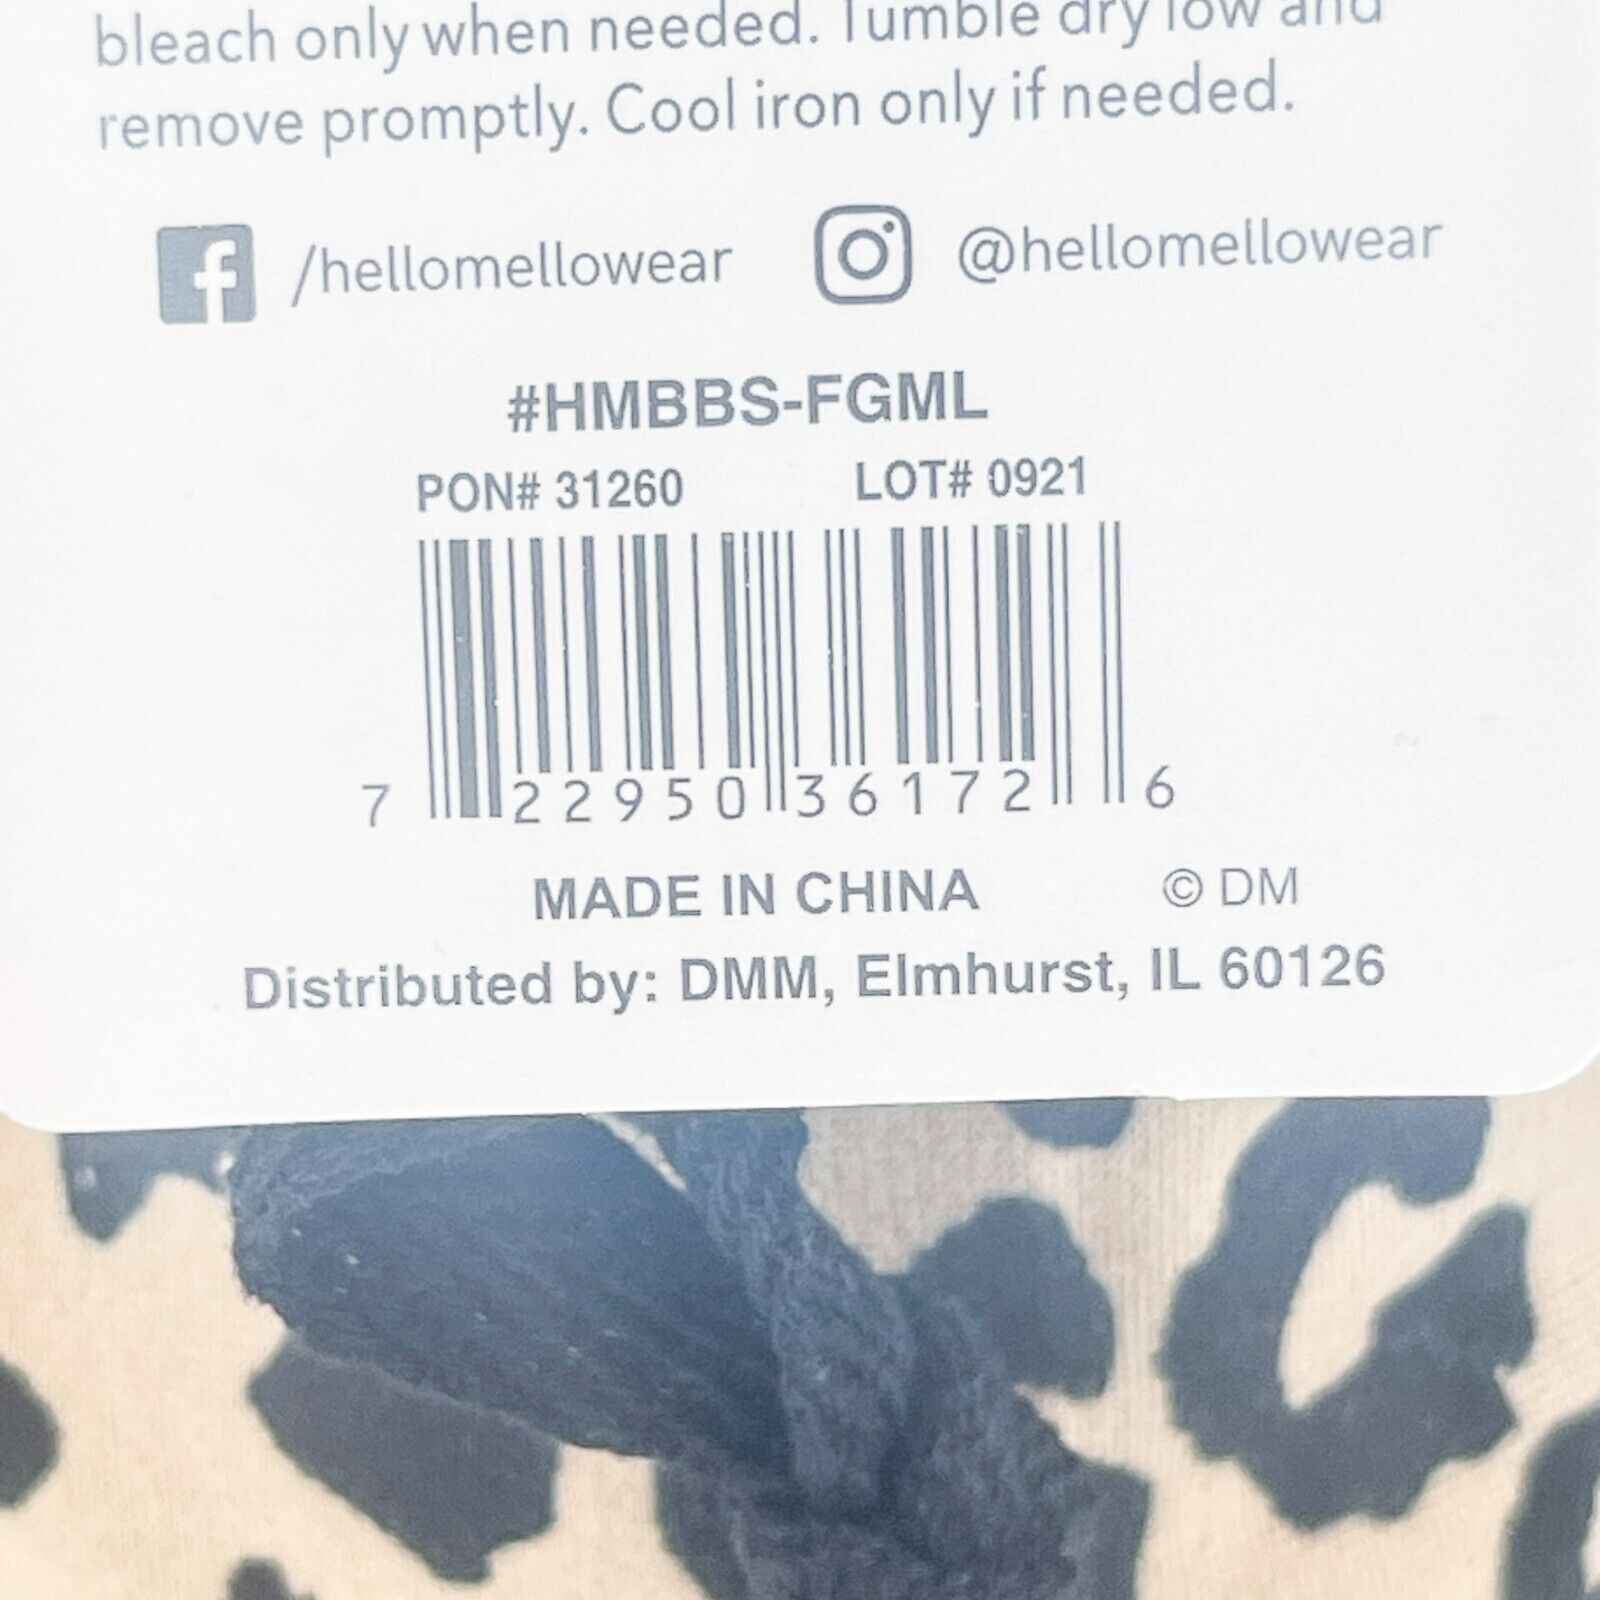 bleach only when needed. Tumble dry low and
remove promptly. Cool iron only if needed.
/hellomellowear @hellomellowear
#HMBBS-FGML
PON# 31260 LOT# 0921
7 22950 36172 6
MADE IN CHINA © DM
Distributed by: DMM, Elmhurst, IL 60126